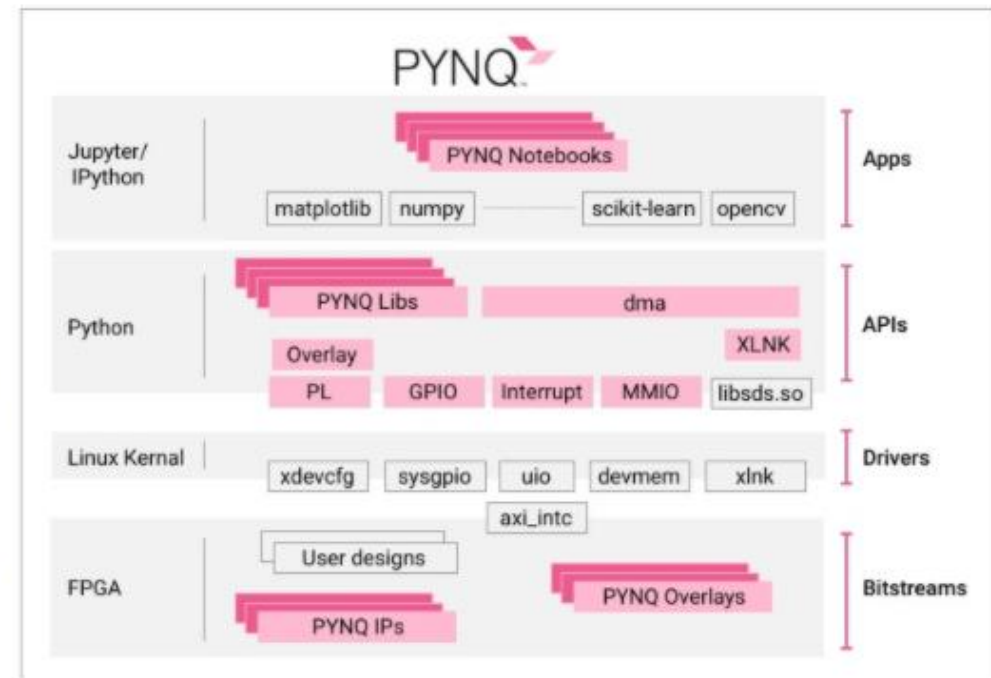 PYNQ™
Jupyter/
IPython
PYNQ Notebooks
matplotlib numpy scikit-learn opencv
Apps
Python
PYNQ Libs dma
Overlay XLNK
PL GPIO Interrupt MMIO libsds.so
APIs
Linux Kernal
xdevcfg sysgpio uio devmem xlnk
Drivers
axi_intc
FPGA
User designs
PYNQ IPs
PYNQ Overlays
Bitstreams